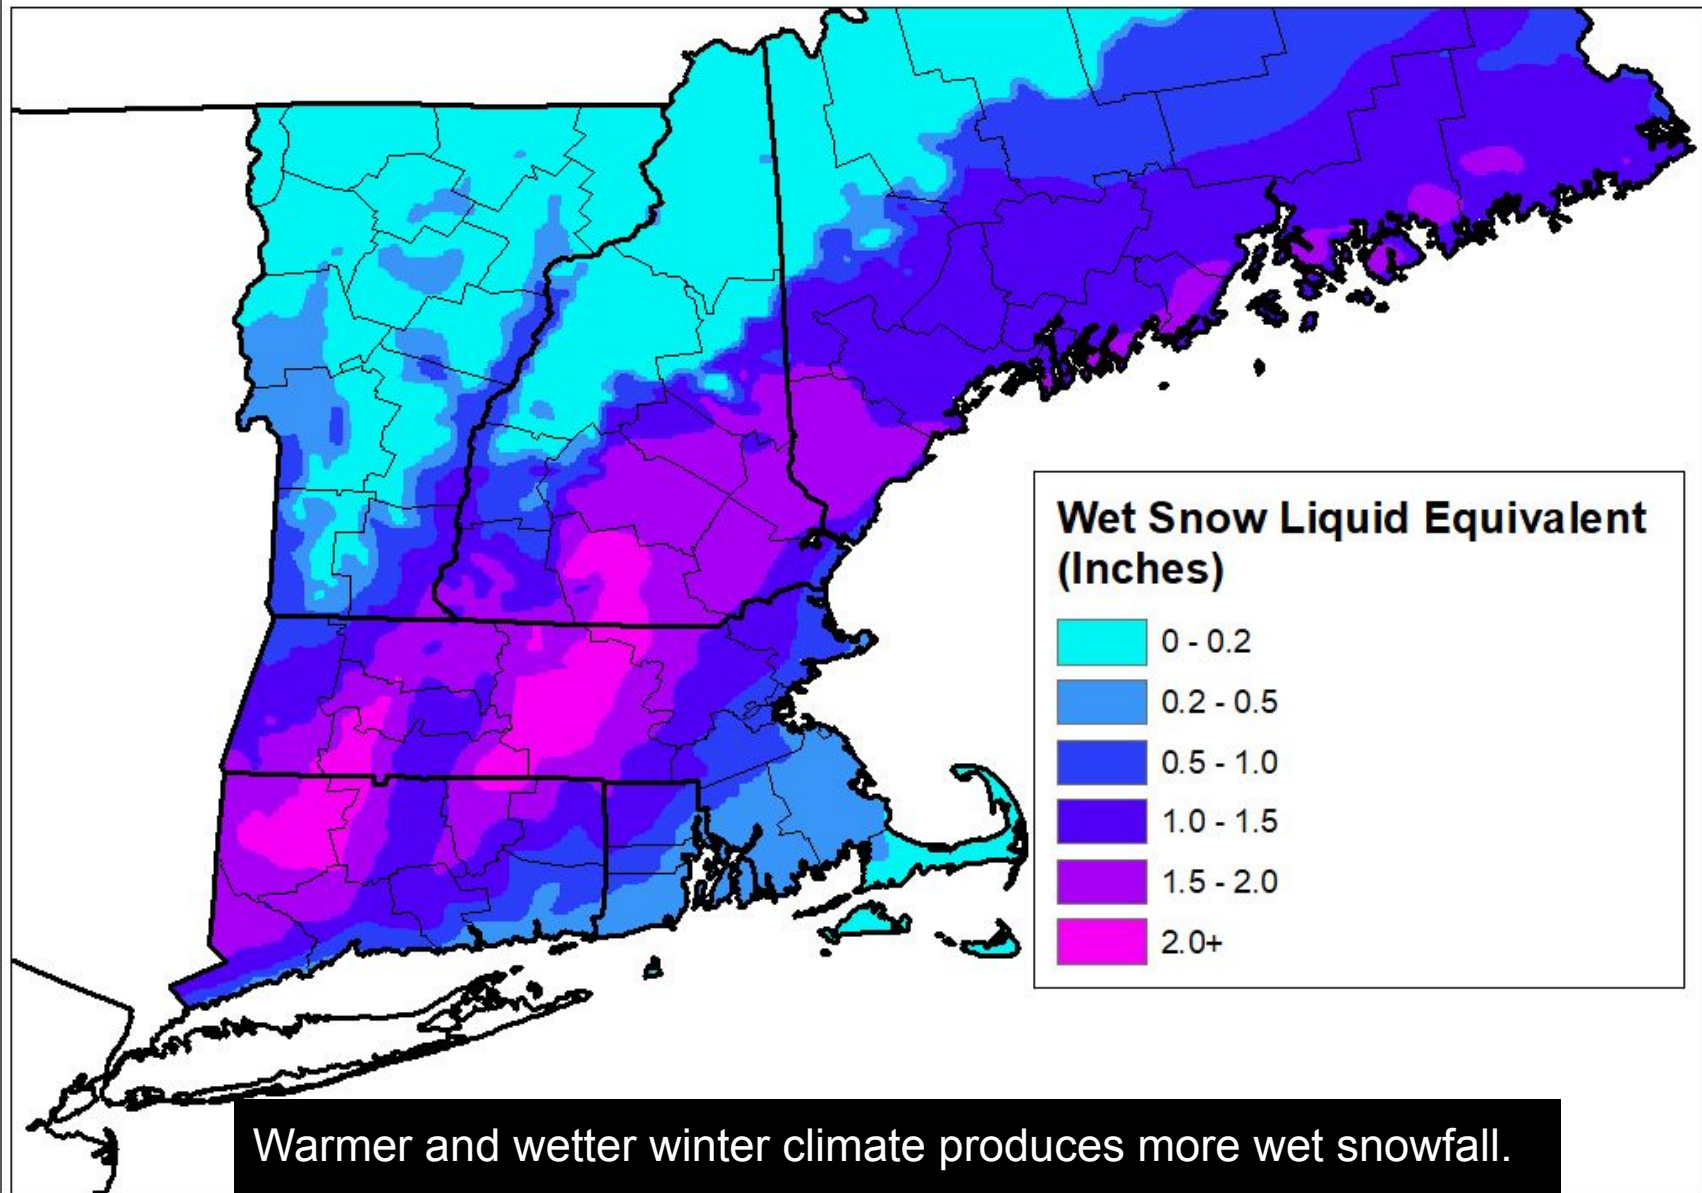 Wet Snow Liquid Equivalent
(Inches)
0 - 0.2
0.2 - 0.5
0.5 - 1.0
1.0 - 1.5
1.5 - 2.0
2.0+
Warmer and wetter winter climate produces more wet snowfall.